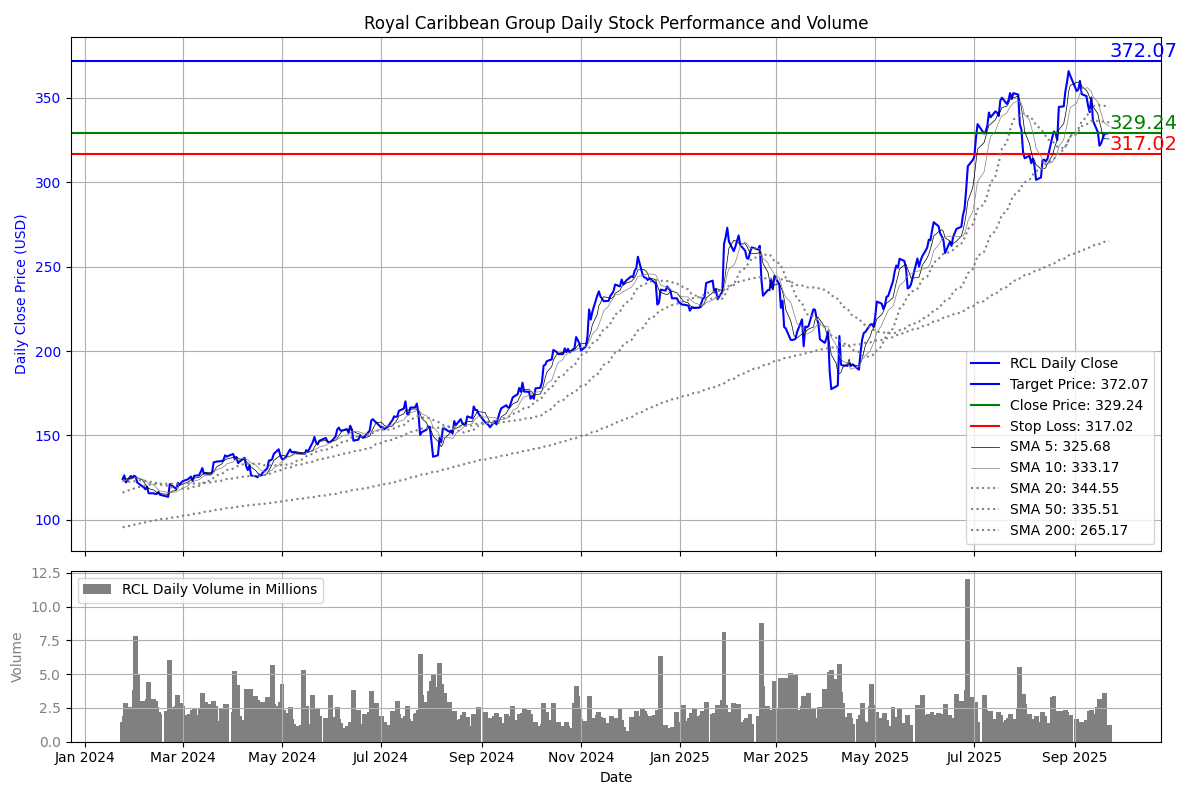 Royal Caribbean Group Daily Stock Performance and Volume
372.07
329.24
317.02
350
300
250
200
150
100
Daily Close Price (USD)
RCL Daily Close
Target Price: 372.07
Close Price: 329.24
Stop Loss: 317.02
SMA 5: 325.68
SMA 10: 333.17
SMA 20: 344.55
SMA 50: 335.51
SMA 200: 265.17
12.5
10.0
7.5
5.0
2.5
0.0
Volume
RCL Daily Volume in Millions
Jan 2024 Mar 2024 May 2024 Jul 2024 Sep 2024 Nov 2024 Jan 2025 Mar 2025 May 2025 Jul 2025 Sep 2025
Date